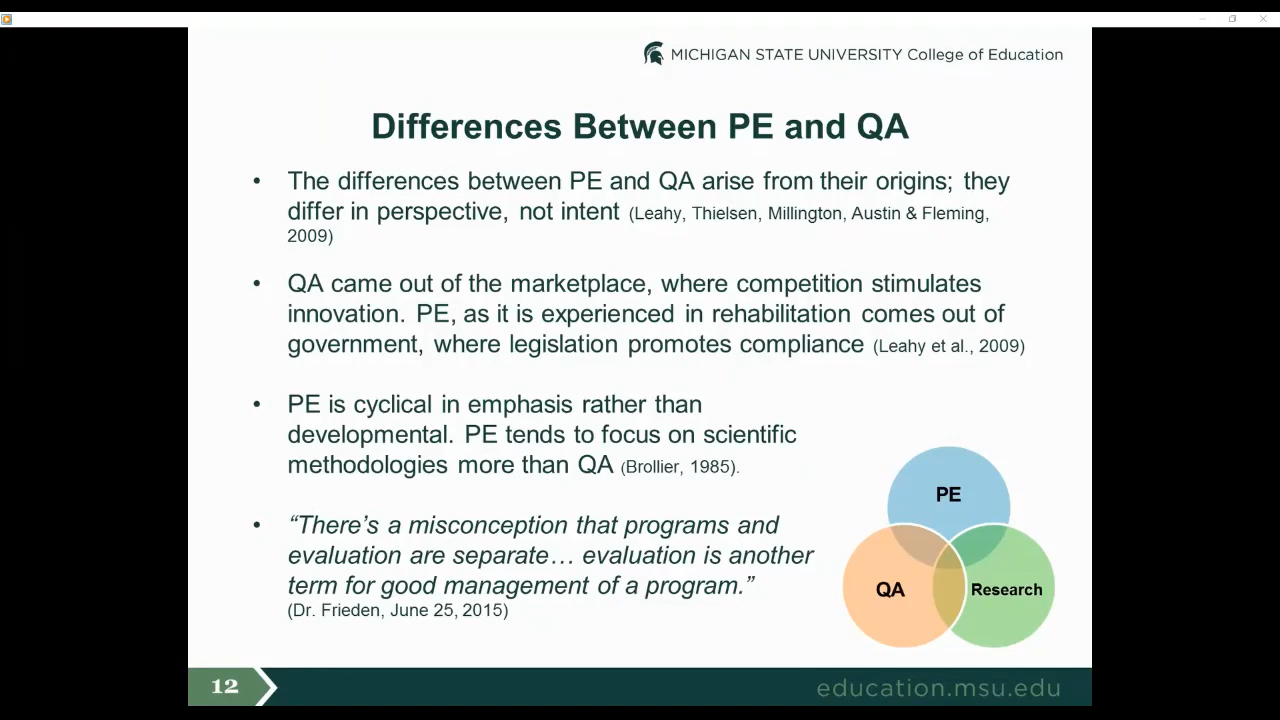 MICHIGAN STATE UNIVERSITY College of Education
Differences Between PE and QA
• The differences between PE and QA arise from their origins; they
differ in perspective, not intent (Leahy, Thielsen, Millington, Austin & Fleming,
2009)
• QA came out of the marketplace, where competition stimulates
innovation. PE, as it is experienced in rehabilitation comes out of
government, where legislation promotes compliance (Leahy et al., 2009)
• PE is cyclical in emphasis rather than
developmental. PE tends to focus on scientific
methodologies more than QA (Brollier, 1985).
• “There’s a misconception that programs and
evaluation are separate… evaluation is another
term for good management of a program.”
(Dr. Frieden, June 25, 2015)
PE
QA
Research
12
education.msu.edu